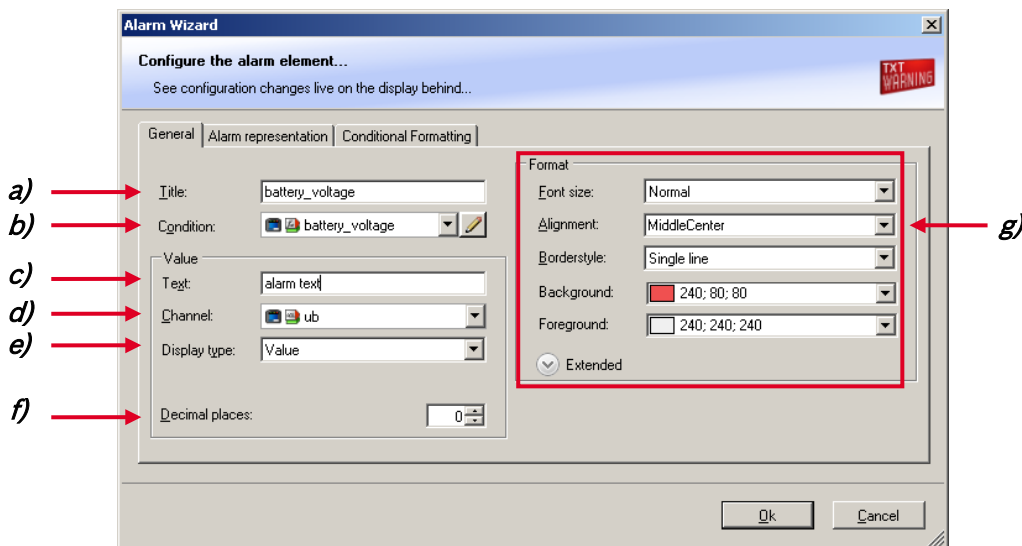 Alarm Wizard
Configure the alarm element...
See configuration changes live on the display behind...
TXT
WARNING
General
Alarm representation
Conditional Formatting
a)
Title:
battery_voltage
b)
Condition:
battery_voltage
Value
c)
Text:
alarm text
d)
Channel:
ub
e)
Display type:
Value
f)
Decimal places:
0
Format
Font size:
Normal
Alignment:
MiddleCenter
g)
Borderstyle:
Single line
Background:
240; 80; 80
Foreground:
240; 240; 240
Extended
Ok
Cancel